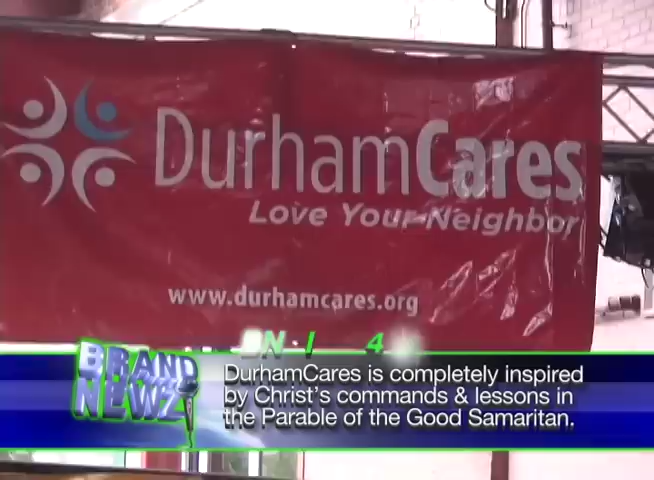 DurhamCares
Love Your Neighbor
www.durhamcares.org
BRAND
NEWZ
DurhamCares is completely inspired
by Christ's commands & lessons in
the Parable of the Good Samaritan.